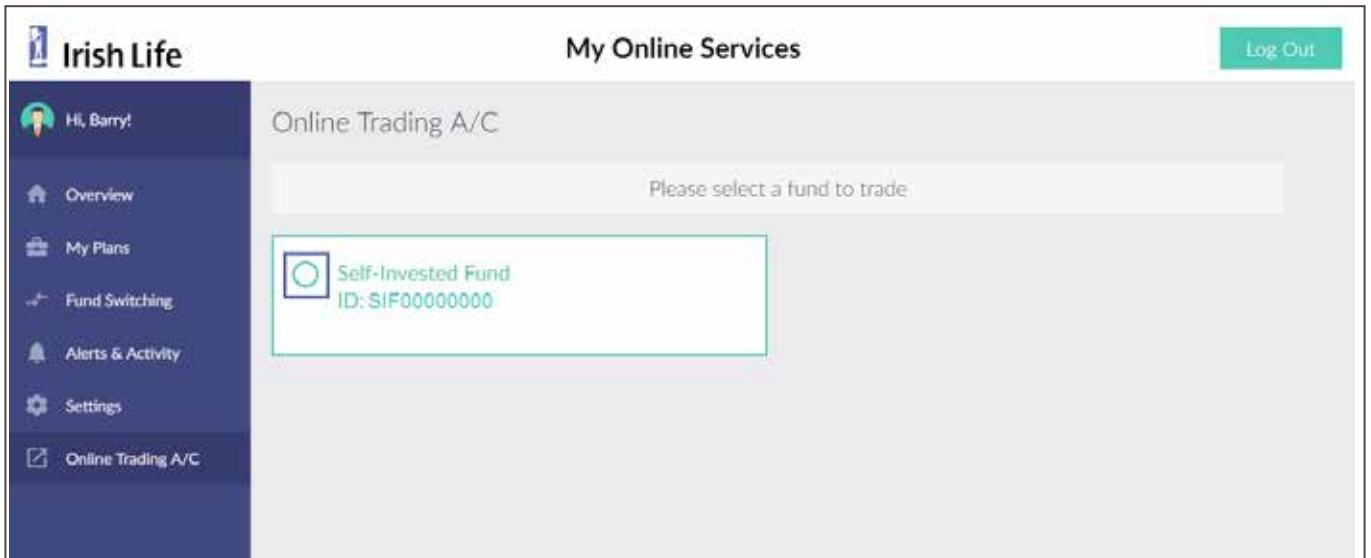 Irish Life
My Online Services
Log Out
Hi, Barry!
Online Trading A/C
Please select a fund to trade
Overview
My Plans
Fund Switching
Alerts & Activity
Settings
Online Trading A/C
Self-Invested Fund
ID: SIF00000000